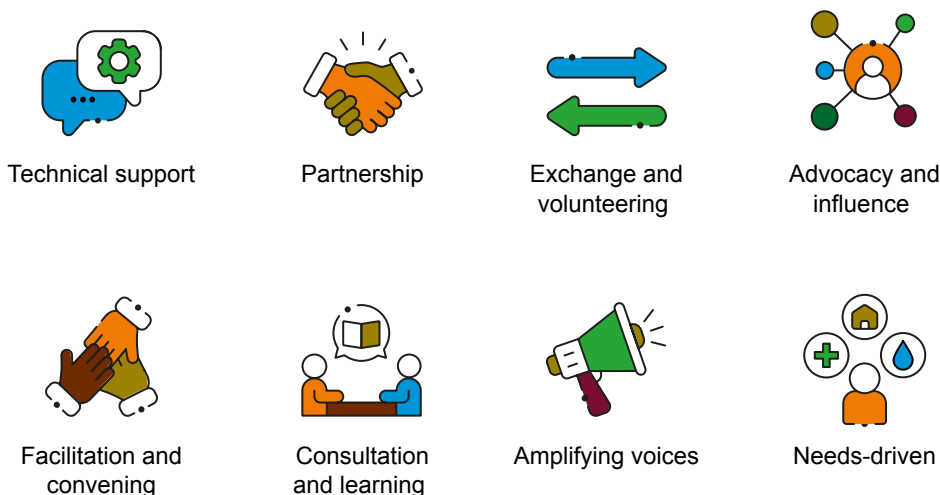 Technical support
Partnership
Exchange and
volunteering
Advocacy and
influence
Facilitation and
convening
Consultation
and learning
Amplifying voices
Needs-driven